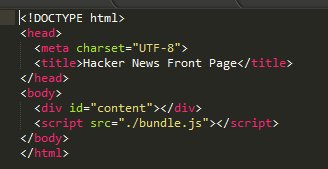 <!DOCTYPE html>
<head>
  <meta charset="UTF-8">
  <title>Hacker News Front Page</title>
</head>
<body>
  <div id="content"></div>
  <script src="./bundle.js"></script>
</body>
</html>